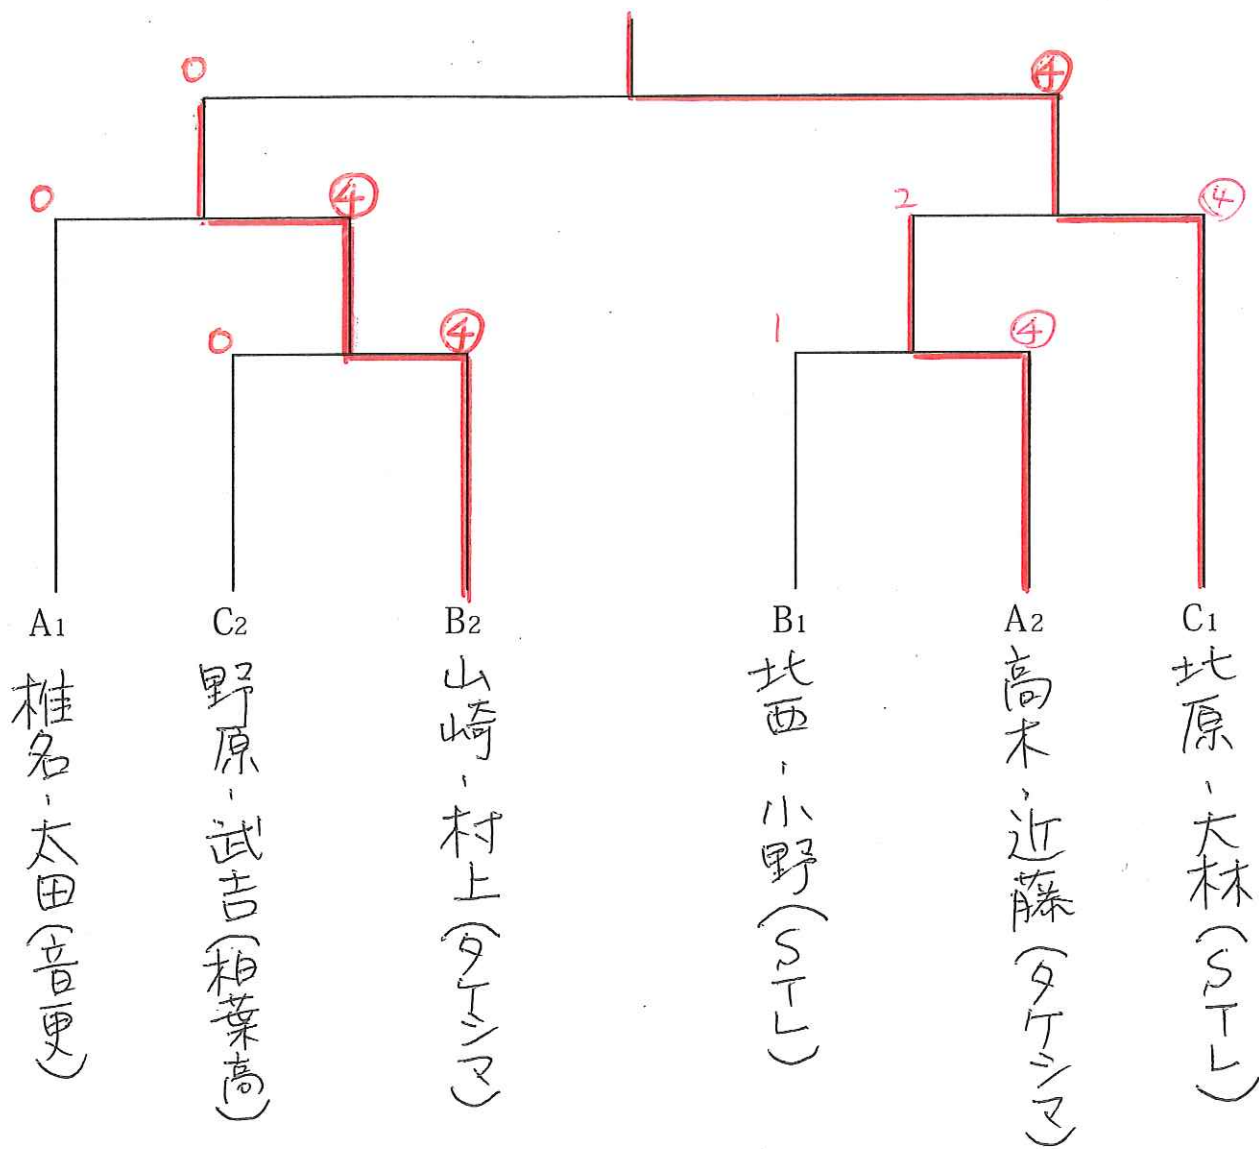 0 ④
0 ④ 2 ④
0 ④ 1 ④
A1 C2 B2 B1 A2 C1
椎名・太田(音更)
野原・武吉(柏葉高)
山崎・村上(タケシマ)
北西・小野(STL)
高木・近藤(タケシマ)
北原・大林(STL)